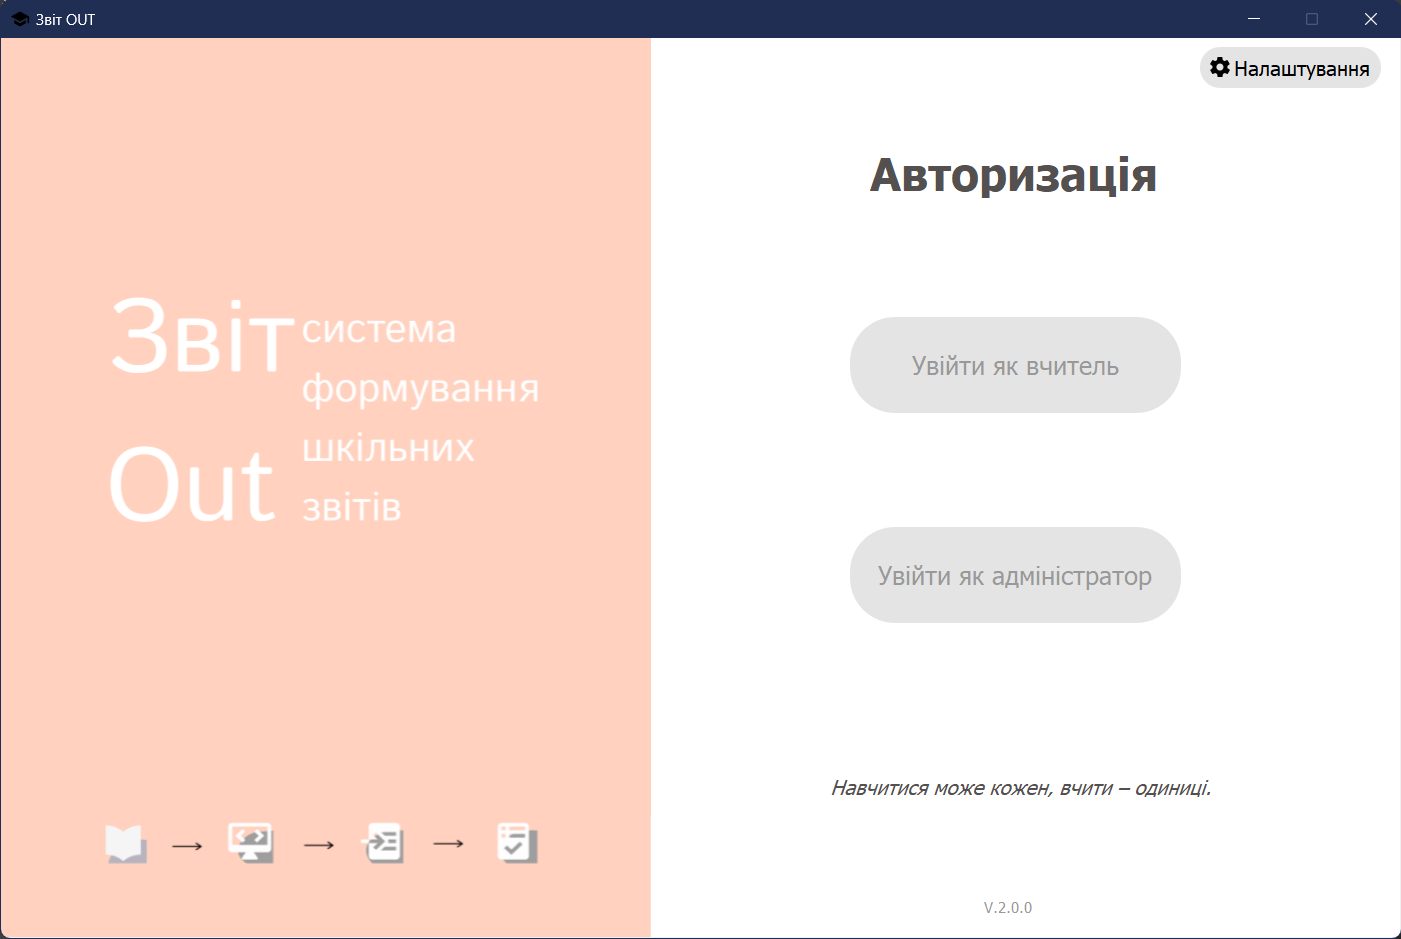 Звіт OUT
Налаштування
Звіт
Out
система
формування
шкільних
звітів
Авторизація
Увійти як вчитель
Увійти як адміністратор
Навчитися може кожен, вчити – одиниці.
V.2.0.0